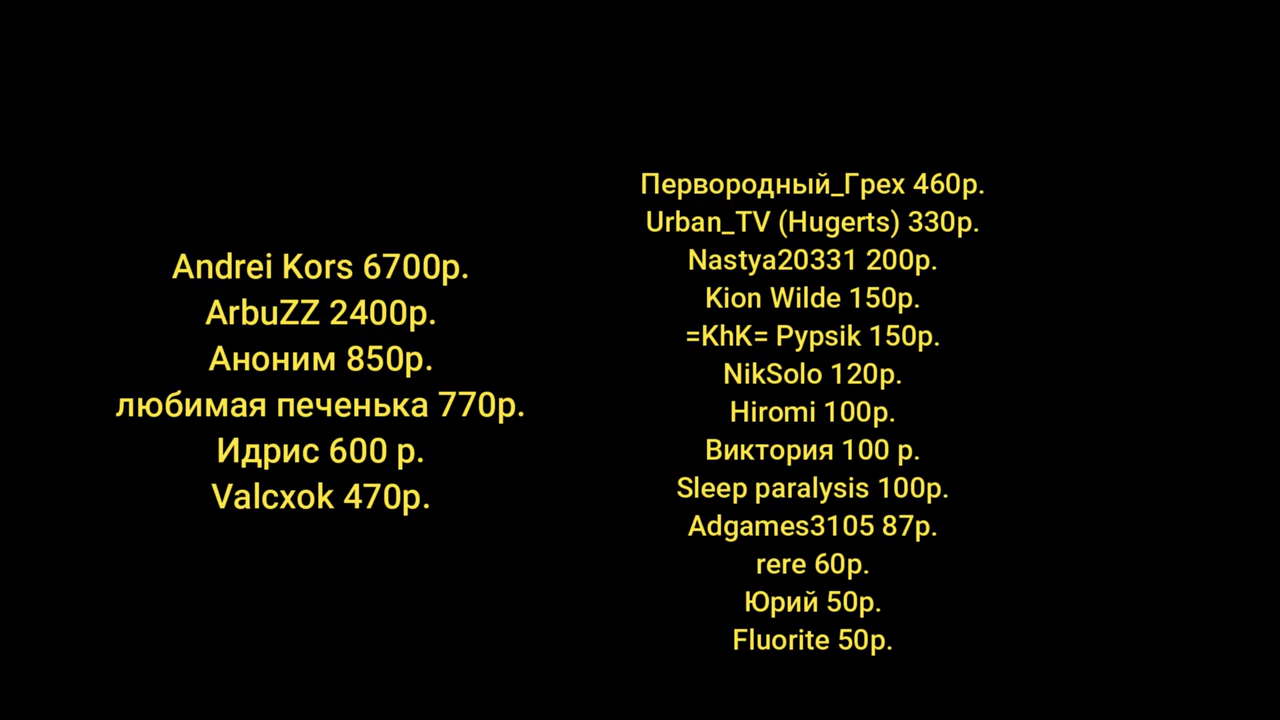 Andrei Kors 6700р.
ArbuZZ 2400р.
Аноним 850р.
любимая печенька 770р.
Идрис 600 р.
Valcxok 470р.
Первородный_Грех 460р.
Urban_TV (Hugerts) 330р.
Nastya20331 200р.
Kion Wilde 150р.
=KhK= Pypsik 150р.
NikSolo 120р.
Hiromi 100р.
Виктория 100 р.
Sleep paralysis 100р.
Adgames3105 87р.
rere 60р.
Юрий 50р.
Fluorite 50р.